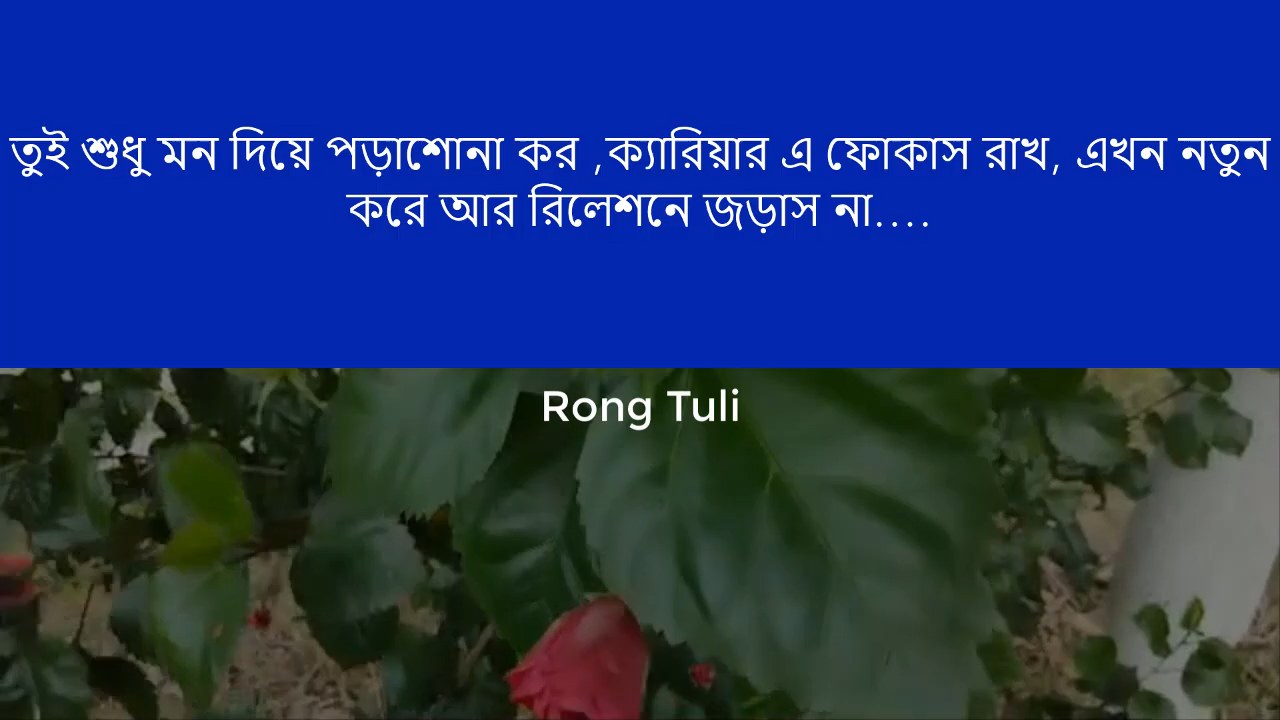 তুই শুধু মন দিয়ে পড়াশোনা কর ,ক্যারিয়ার এ ফোকাস রাখ, এখন নতুন
করে আর রিলেশনে জড়াস না....
Rong Tuli